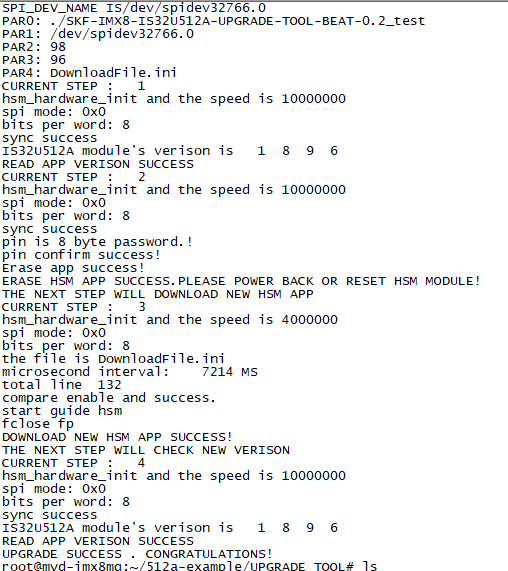 SPI_DEV_NAME IS/dev/spidev32766.0
PAR0: ./SKF-IMX8-IS32U512A-UPGRADE-TOOL-BEAT-0.2_test
PAR1: /dev/spidev32766.0
PAR2: 98
PAR3: 96
PAR4: DownloadFile.ini
CURRENT STEP :   1
hsm_hardware_init and the speed is 10000000
spi mode: 0x0
bits per word: 8
sync success
IS32U512A module's verison is   1  8  9  6
READ APP VERISON SUCCESS
CURRENT STEP :   2
hsm_hardware_init and the speed is 10000000
spi mode: 0x0
bits per word: 8
sync success
pin is 8 byte password.!
pin confirm success!
Erase app success!
ERASE HSM APP SUCCESS.PLEASE POWER BACK OR RESET HSM MODULE!
THE NEXT STEP WILL DOWNLOAD NEW HSM APP
CURRENT STEP :   3
hsm_hardware_init and the speed is 4000000
spi mode: 0x0
bits per word: 8
the file is DownloadFile.ini
microsecond interval:    7214 MS
total line  132
compare enable and success.
start guide hsm
fclose fp
DOWNLOAD NEW HSM APP SUCCESS!
THE NEXT STEP WILL CHECK NEW VERISON
CURRENT STEP :   4
hsm_hardware_init and the speed is 10000000
spi mode: 0x0
bits per word: 8
sync success
IS32U512A module's verison is   1  8  9  6
READ APP VERISON SUCCESS
UPGRADE SUCCESS . CONGRATULATIONS!
root@myd-imx8mq:~/512a-example/UPGRADE_TOOL# ls